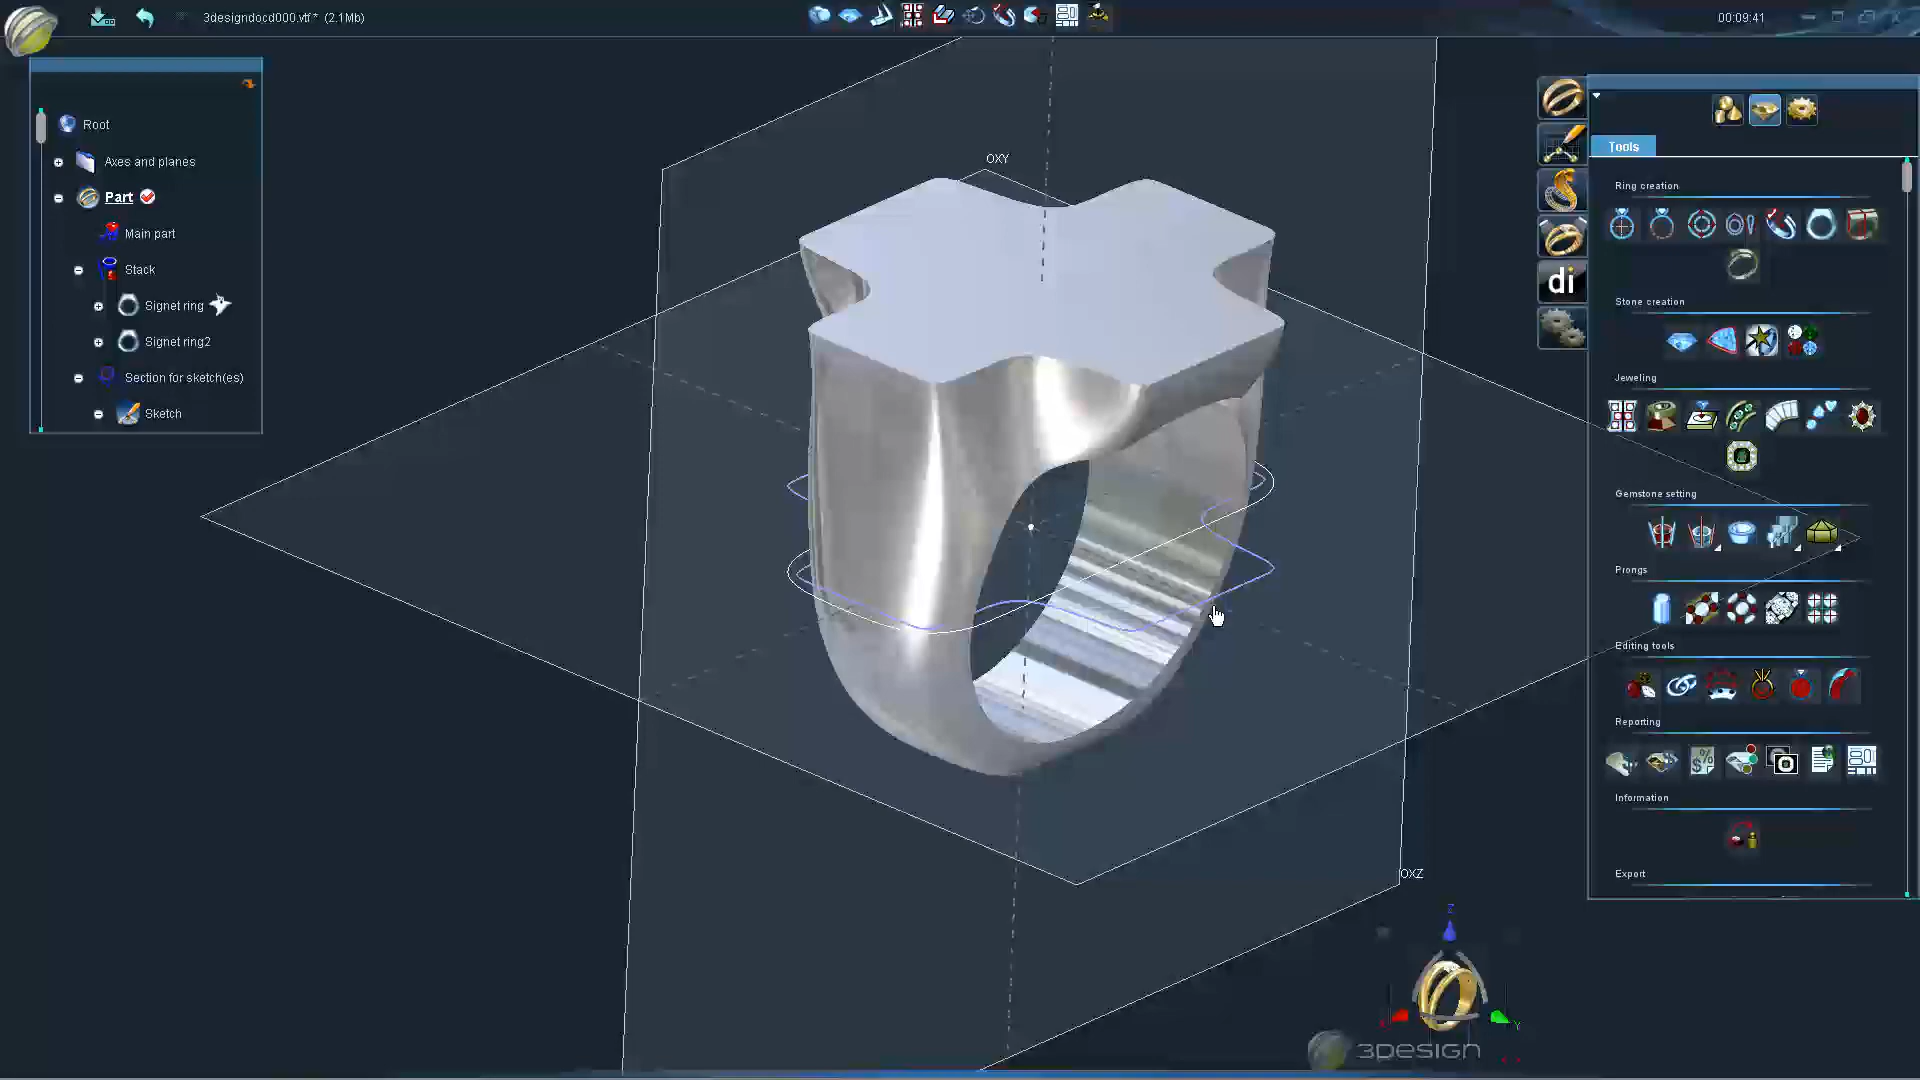 3designdocd000.vtf * (2.1Mb)
00:09:41
Root
Axes and planes
Part
Main part
Stack
Signet ring
Signet ring2
Section for sketch(es)
Sketch
OXY
OXZ
di
Tools
Ring creation
Stone creation
Jeweling
Gemstone setting
Prongs
Editing tools
Reporting
Information
Export
Z
X
Y
3DESIGN